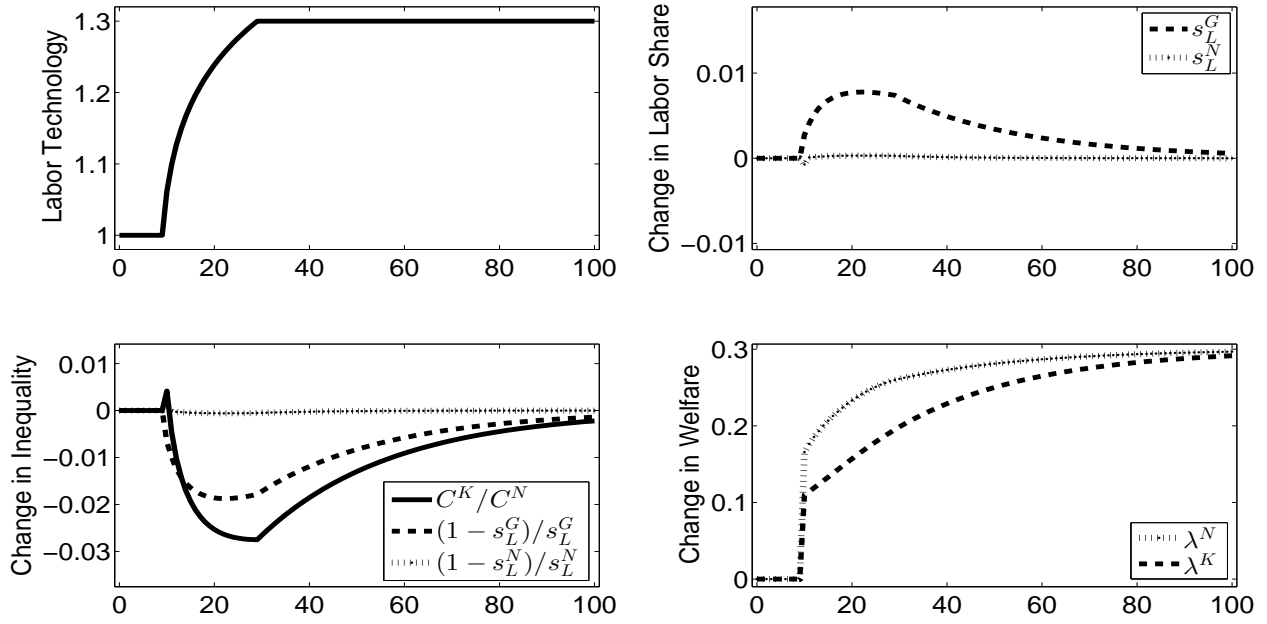 Labor Technology
1.3
1.2
1.1
1
0 20 40 60 80 100
Change in Labor Share
0.01
0
−0.01
0 20 40 60 80 100
s_L^G
s_L^N
Change in Inequality
0.01
0
−0.01
−0.02
−0.03
0 20 40 60 80 100
C^K/C^N
(1 − s_L^G)/s_L^G
(1 − s_L^N)/s_L^N
Change in Welfare
0.3
0.2
0.1
0
0 20 40 60 80 100
λ^N
λ^K